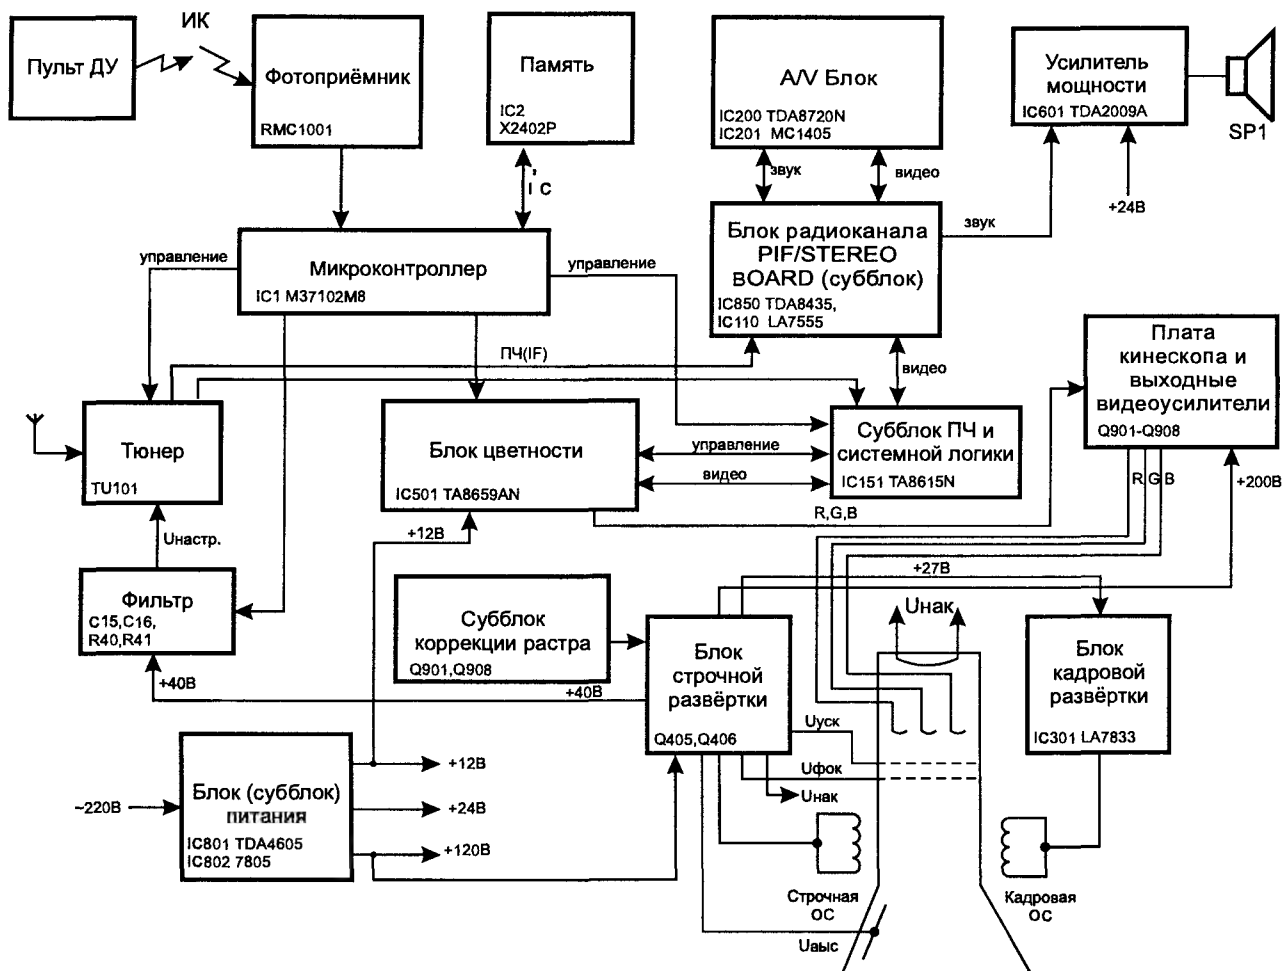 ИК
Пульт ДУ
Фотоприёмник
RMC1001
Память
IC2
X2402P
A/V Блок
IC200 TDA8720N
IC201 MC1405
Усилитель
мощности
IC601 TDA2009A
SP1
+24В
звук
видео
I C
Блок радиоканала
PIF/STEREO
BOARD (субблок)
IC850 TDA8435,
IC110 LA7555
звук
управление
Микроконтроллер
IC1 M37102M8
управление
ПЧ(IF)
видео
Плата
кинескопа и
выходные
видеоусилители
Q901-Q908
Тюнер
TU101
Блок цветности
IC501 TA8659AN
управление
видео
Субблок ПЧ и
системной логики
IC151 TA8615N
R G B
+200В
R,G,B
Uнастр.
+12В
+27В
Фильтр
C15,C16,
R40,R41
Субблок
коррекции растра
Q901,Q908
Блок
строчной
развёртки
Q405,Q406
Uнак
Блок
кадровой
развёртки
IC301 LA7833
+40В
+40В
Uуск
Uфок
Uнак
~220В
Блок (субблок)
питания
IC801 TDA4605
IC802 7805
+12В
+24В
+120В
Строчная
ОС
Кадровая
ОС
Uвыс